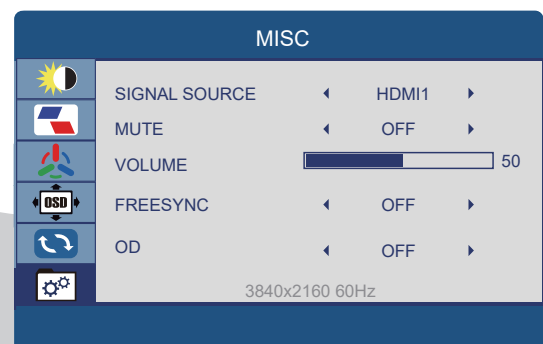 MISC
SIGNAL SOURCE HDMI1
MUTE OFF
VOLUME 50
OSD
FREESYNC OFF
OD OFF
3840x2160 60Hz